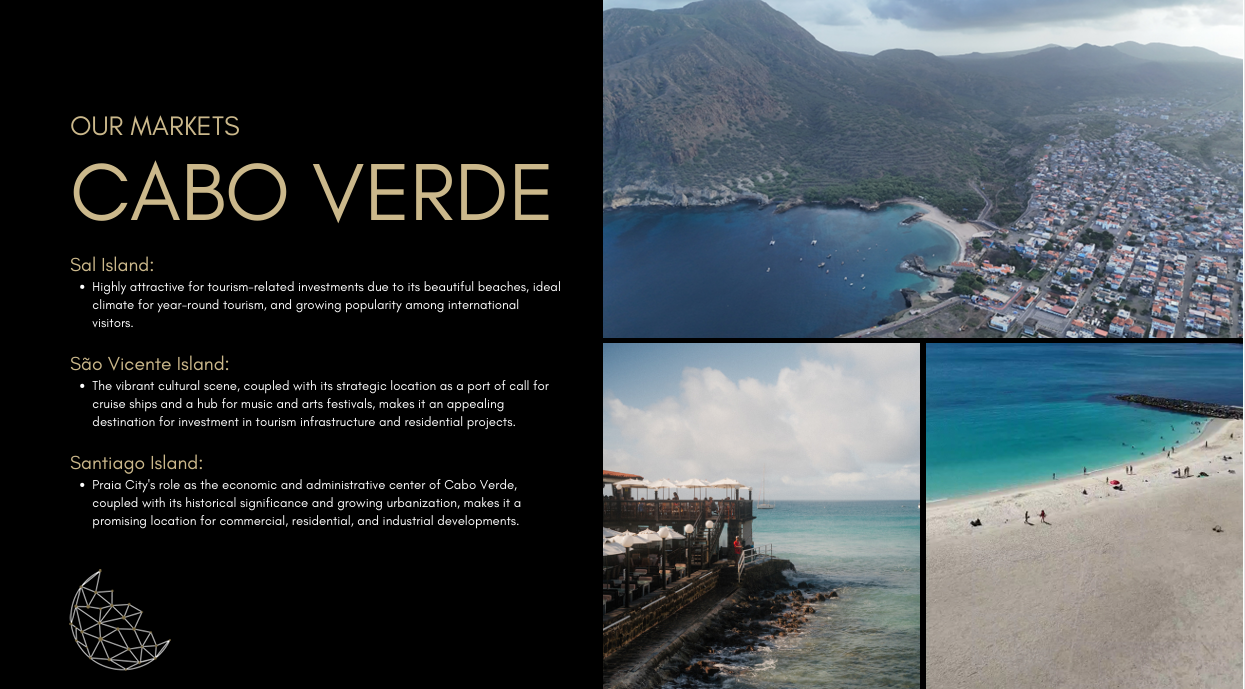 OUR MARKETS
CABO VERDE
Sal Island:
• Highly attractive for tourism-related investments due to its beautiful beaches, ideal
climate for year-round tourism, and growing popularity among international
visitors.
São Vicente Island:
• The vibrant cultural scene, coupled with its strategic location as a port of call for
cruise ships and a hub for music and arts festivals, makes it an appealing
destination for investment in tourism infrastructure and residential projects.
Santiago Island:
• Praia City's role as the economic and administrative center of Cabo Verde,
coupled with its historical significance and growing urbanization, makes it a
promising location for commercial, residential, and industrial developments.